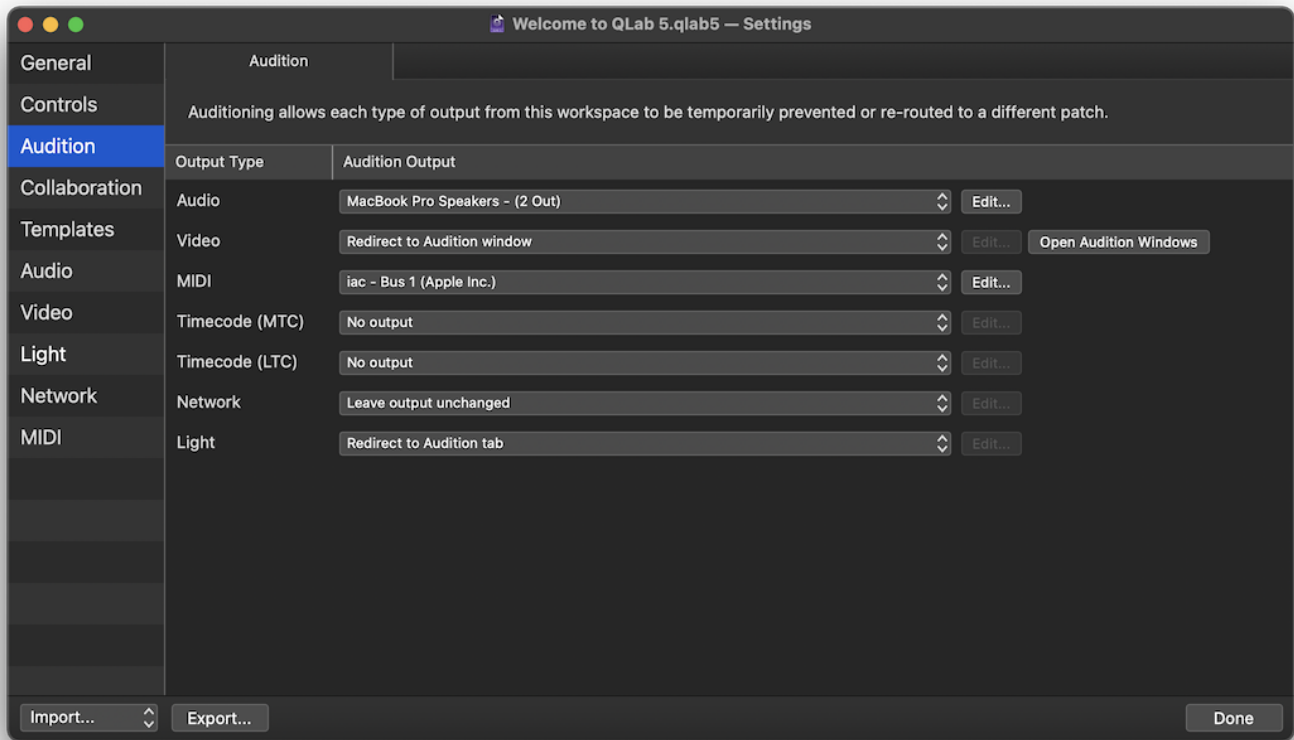 Welcome to QLab 5.qlab5 — Settings
General
Controls
Audition
Collaboration
Templates
Audio
Video
Light
Network
MIDI
Audition
Auditioning allows each type of output from this workspace to be temporarily prevented or re-routed to a different patch.
Output Type Audition Output
Audio MacBook Pro Speakers - (2 Out) Edit...
Video Redirect to Audition window Edit... Open Audition Windows
MIDI iac - Bus 1 (Apple Inc.) Edit...
Timecode (MTC) No output Edit...
Timecode (LTC) No output Edit...
Network Leave output unchanged Edit...
Light Redirect to Audition tab Edit...
Import... Export... Done